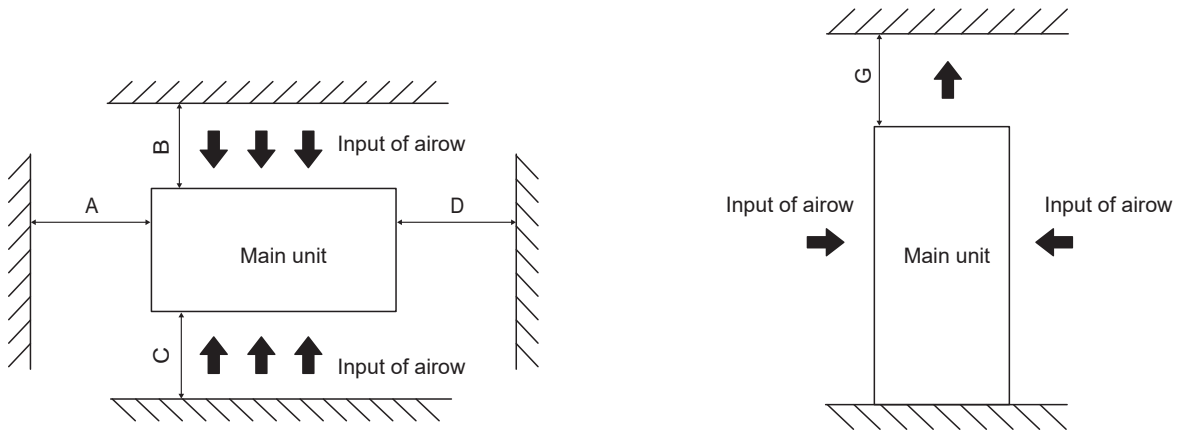 B
Input of airow
A
D
Main unit
C
Input of airow
G
Input of airow
Input of airow
Main unit